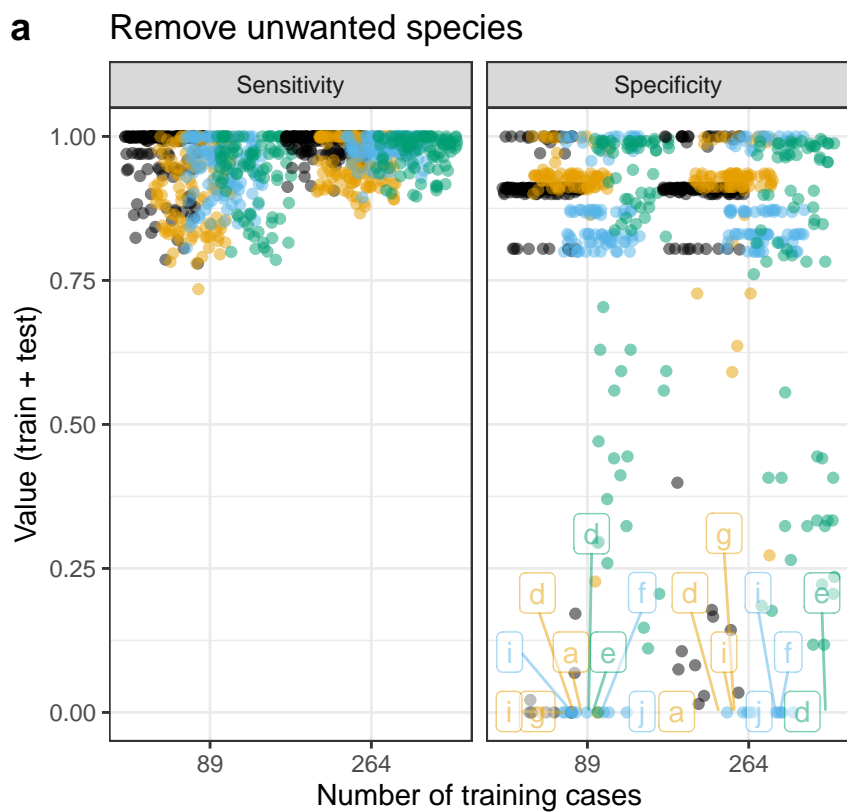 a Remove unwanted species
Sensitivity Specificity
1.00
0.75
0.50
0.25
0.00
Value (train + test)
d g
d f d i e
i a e i f
i g j a j d
89 264 89 264
Number of training cases